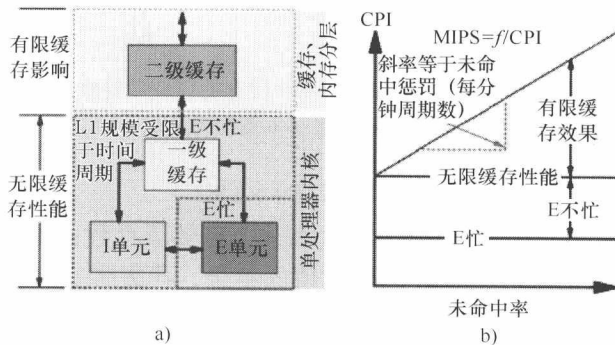 有限缓
存影响
二级缓存
缓存、
内存分层
L1规模受限
于时间
周期
E不忙
一级
缓存
无限缓
存性能
E忙
I单元
E单元
单处理器内核
a)
CPI
MIPS=f/CPI
斜率等于未命
中惩罚（每分
钟周期数）
有限缓
存效果
无限缓存性能
E不忙
E忙
未命中率
b)